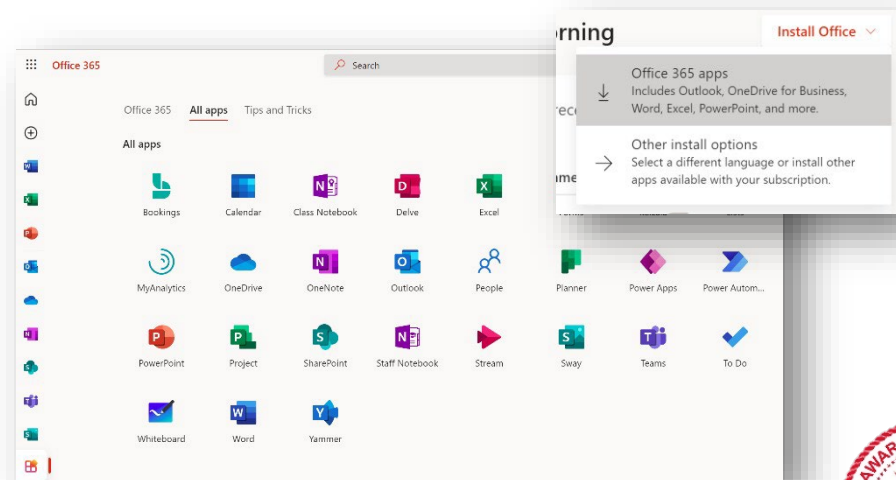 rning
Install Office
Office 365 apps
Includes Outlook, OneDrive for Business,
Word, Excel, PowerPoint, and more.
Other install options
Select a different language or install other
apps available with your subscription.
Office 365
Search
Office 365 All apps Tips and Tricks
All apps
Bookings Calendar Class Notebook Delve Excel
MyAnalytics OneDrive OneNote Outlook People Planner Power Apps Power Autom...
PowerPoint Project SharePoint Staff Notebook Stream Sway Teams To Do
Whiteboard Word Yammer
AWAR